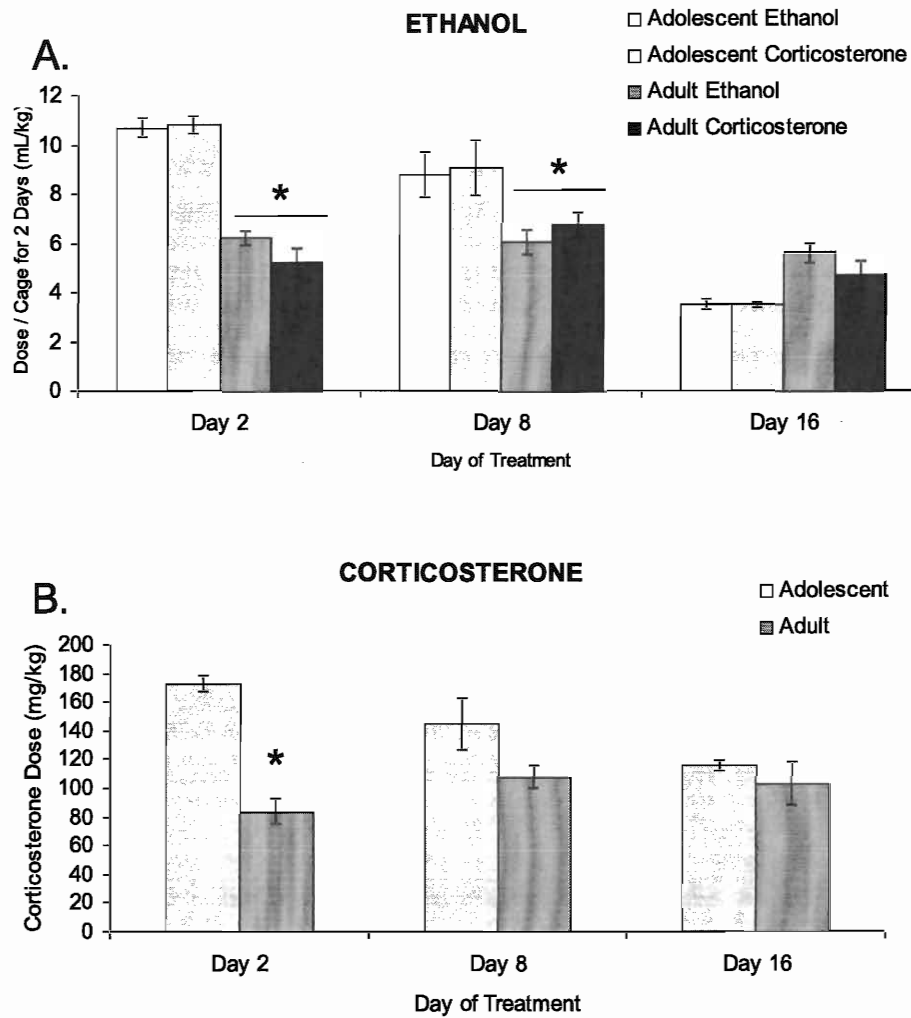 ETHANOL
Adolescent Ethanol
Adolescent Corticosterone
Adult Ethanol
Adult Corticosterone
A.
Dose / Cage for 2 Days (mL/kg)
12
10
8
6
4
2
0
*
*
Day 2
Day 8
Day 16
Day of Treatment
CORTICOSTERONE
B.
Adolescent
Adult
Corticosterone Dose (mg/kg)
200
180
160
140
120
100
80
60
40
20
0
*
Day 2
Day 8
Day 16
Day of Treatment